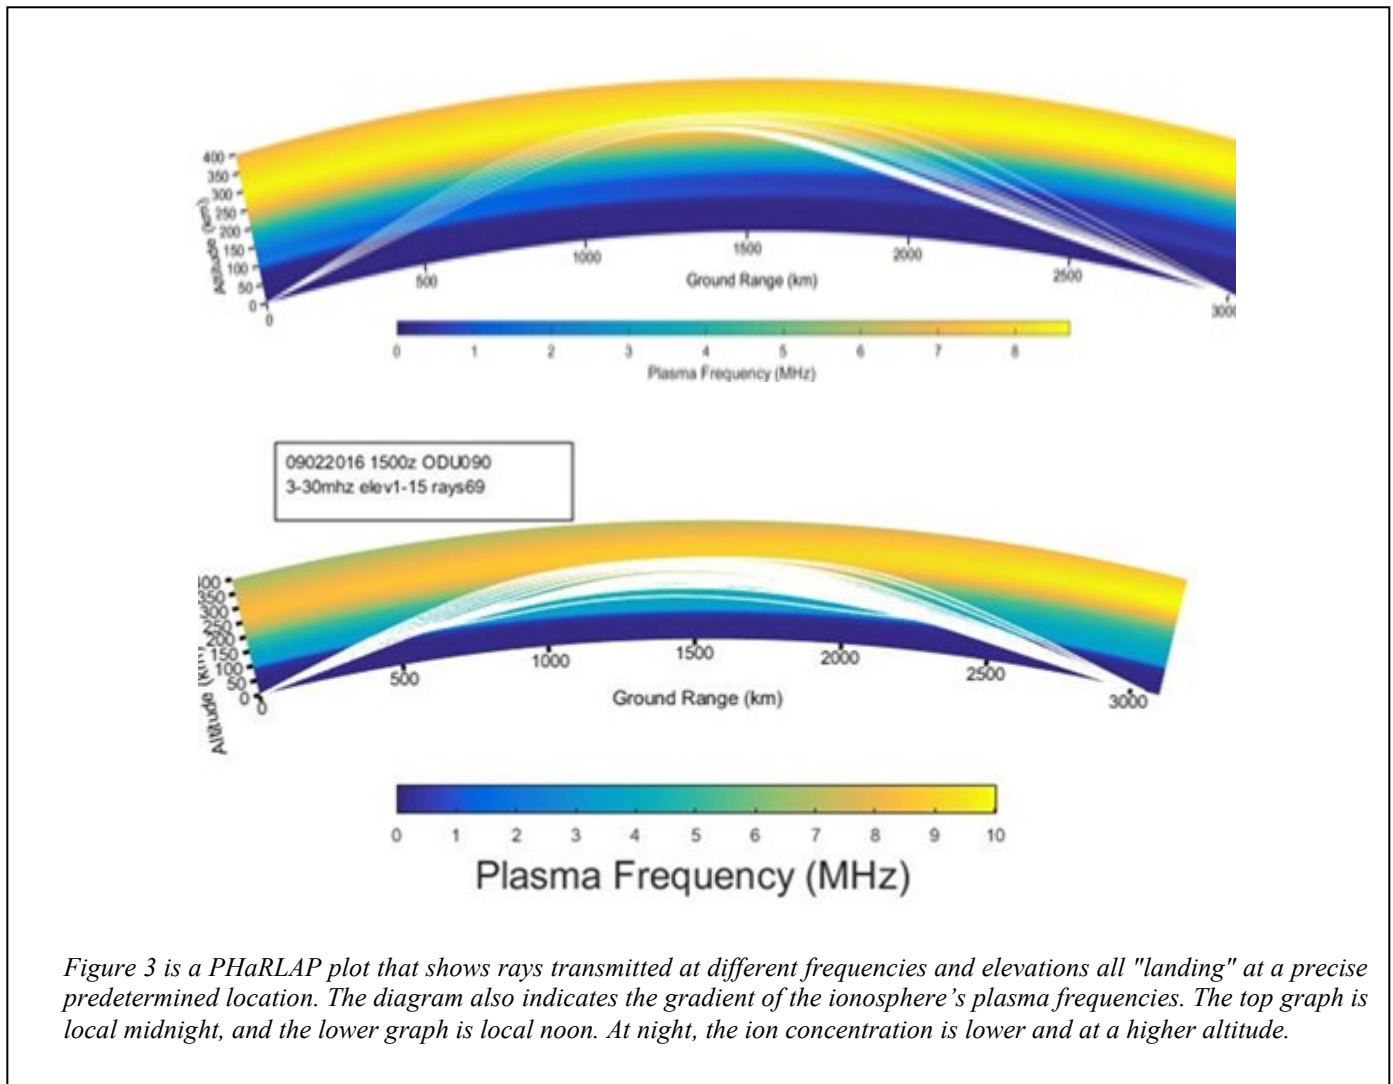 400
350
300
250
200
150
100
50
0
Altitude (km)
0
500
1000
1500
2000
2500
Ground Range (km)
0 1 2 3 4 5 6 7 8
Plasma Frequency (MHz)
09022016 1500z ODU090
3-30mhz elev1-15 rays69
350
300
250
200
150
100
50
0
Altitude
0
500
1000
1500
2000
2500
3000
Ground Range (km)
0 1 2 3 4 5 6 7 8 9 10
Plasma Frequency (MHz)
Figure 3 is a PHaRLAP plot that shows rays transmitted at different frequencies and elevations all "landing" at a precise
predetermined location. The diagram also indicates the gradient of the ionosphere’s plasma frequencies. The top graph is
local midnight, and the lower graph is local noon. At night, the ion concentration is lower and at a higher altitude.